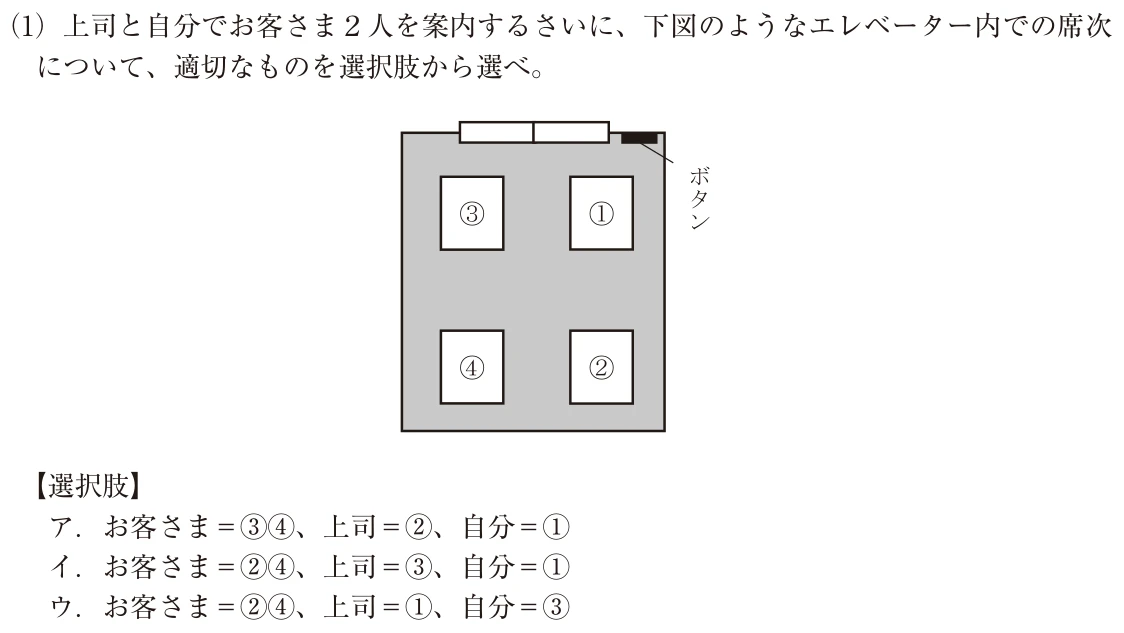 (1) 上司と自分でお客さま２人を案内するさいに、下図のようなエレベーター内での席次
について、適切なものを選択肢から選べ。
ボタン
③
①
④
②
【選択肢】
ア．お客さま＝③④、上司＝②、自分＝①
イ．お客さま＝②④、上司＝③、自分＝①
ウ．お客さま＝②④、上司＝①、自分＝③